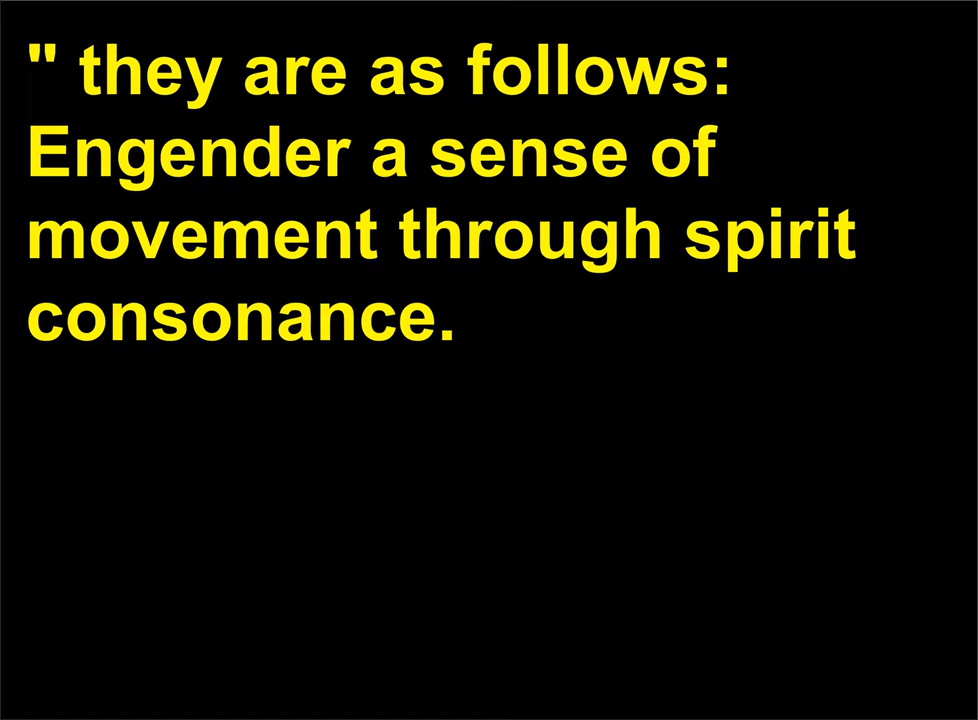 " they are as follows:
Engender a sense of
movement through spirit
consonance.